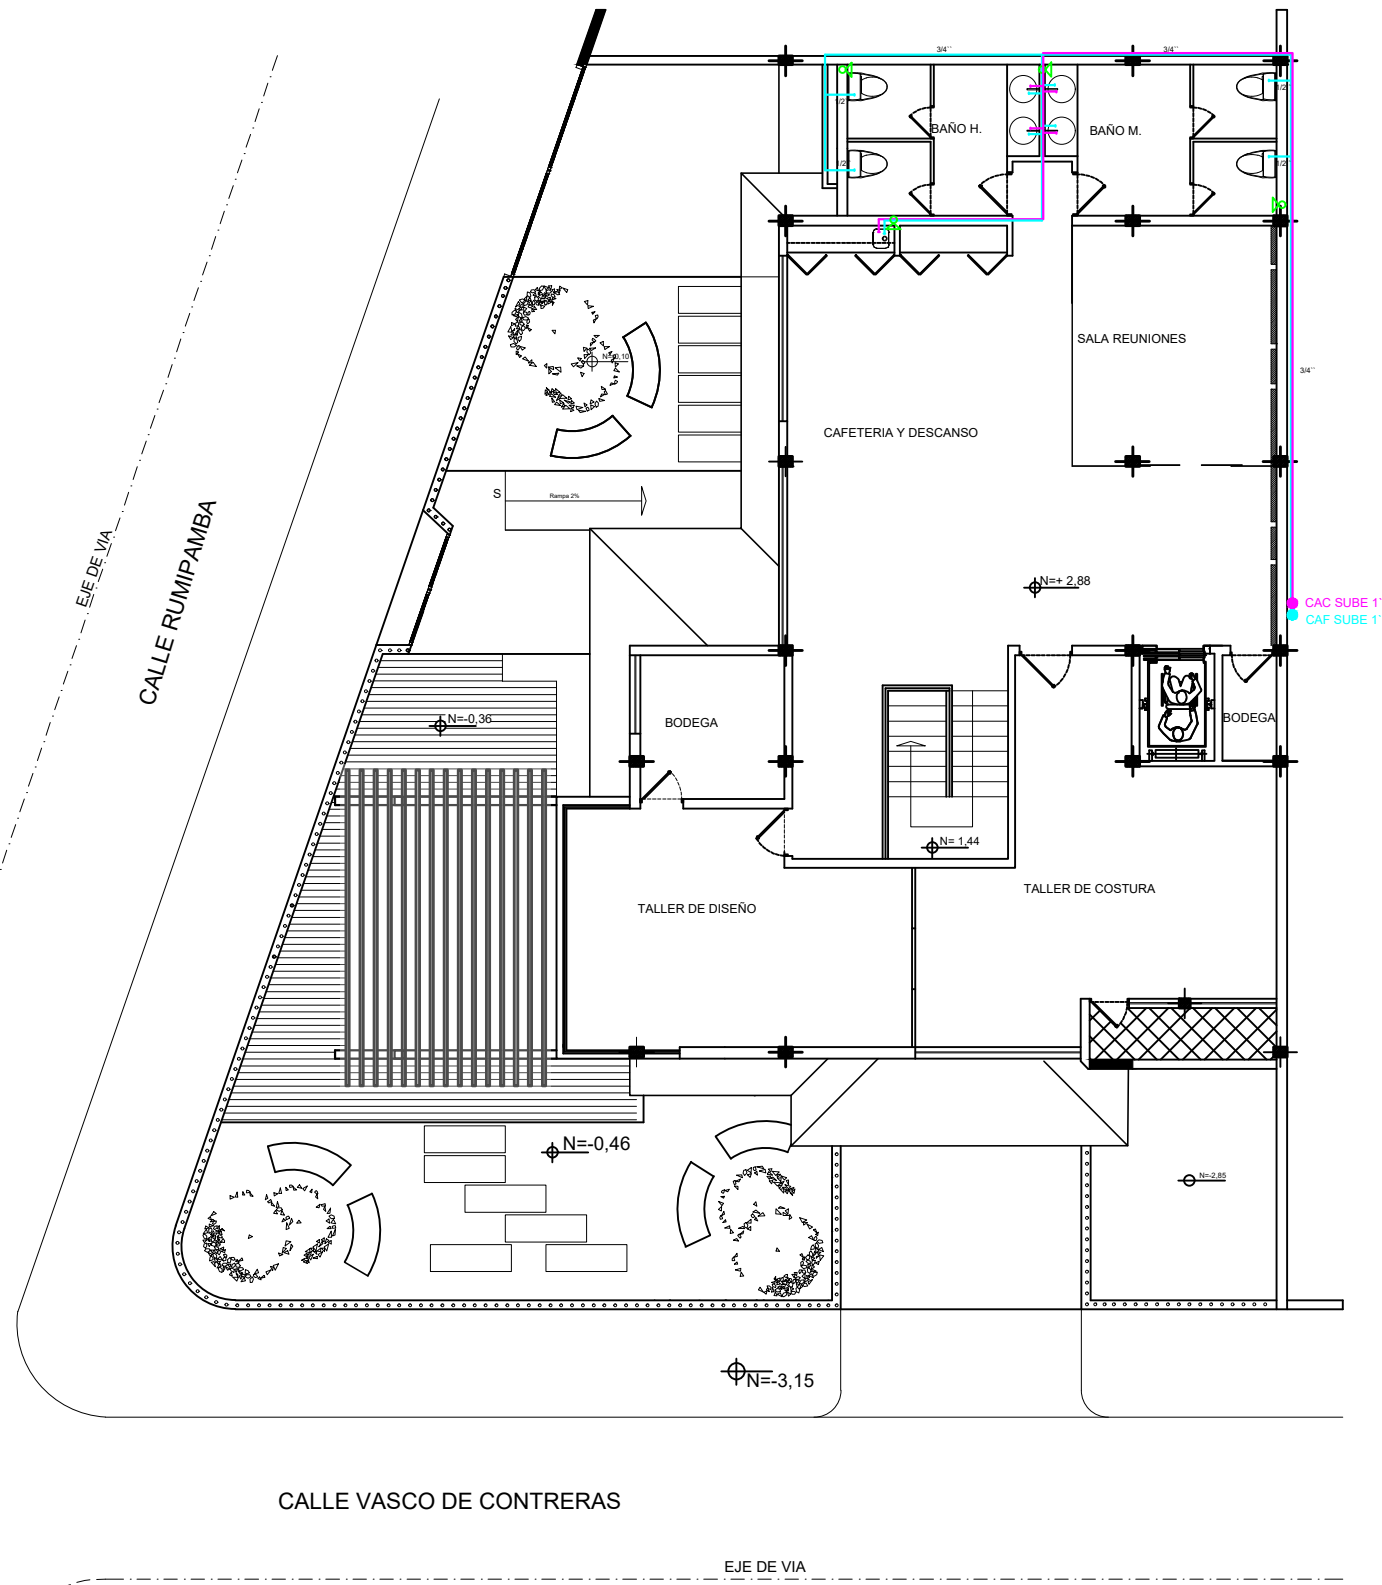 3/4``
3/4``
1/2``
1/2``
BAÑO H.
BAÑO M.
1/2``
1/2``
SALA REUNIONES
N=-0,10
3/4``
CAFETERIA Y DESCANSO
S
Rampa 2%
EJE DE VIA
CALLE RUMIPAMBA
N=+ 2,88
CAC SUBE 1`
CAF SUBE 1`
N=-0,36
BODEGA
BODEGA
N= 1,44
TALLER DE COSTURA
TALLER DE DISEÑO
N=-0,46
N=-2,85
N=-3,15
CALLE VASCO DE CONTRERAS
EJE DE VIA